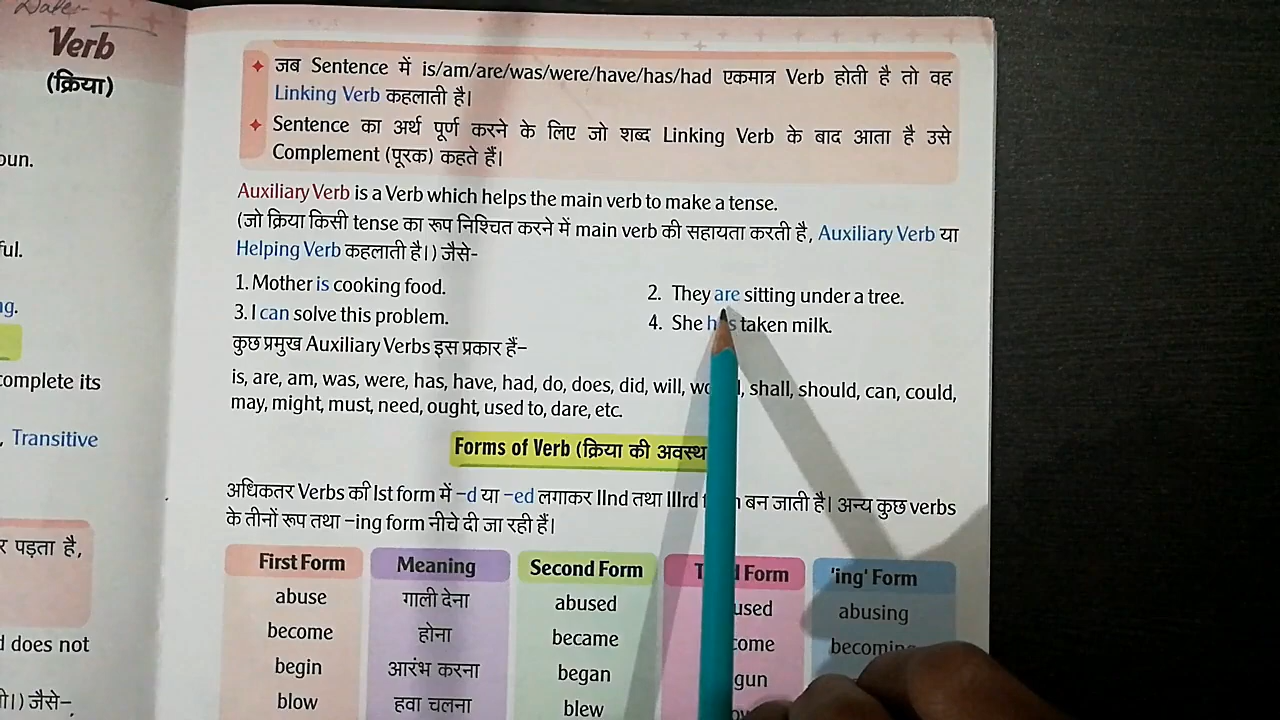 Verb
(क्रिया)
oun.
ful.
ng.
complete its
, Transitive
र पड़ता है,
d does not
जब Sentence में is/am/are/was/were/have/has/had एकमात्र Verb होती है तो वह
Linking Verb कहलाती है।
Sentence का अर्थ पूर्ण करने के लिए जो शब्द Linking Verb के बाद आता है उसे
Complement (पूरक) कहते हैं।
Auxiliary Verb is a Verb which helps the main verb to make a tense.
(जो क्रिया किसी tense का रूप निश्चित करने में main verb की सहायता करती है, Auxiliary Verb या
Helping Verb कहलाती है।) जैसे-
1. Mother is cooking food. 2. They are sitting under a tree.
3. I can solve this problem. 4. She has taken milk.
कुछ प्रमुख Auxiliary Verbs इस प्रकार हैं-
is, are, am, was, were, has, have, had, do, does, did, will, shall, should, can, could,
may, might, must, need, ought, used to, dare, etc.
Forms of Verb (क्रिया की अवस्थ
अधिकतर Verbs की Ist form में -d या -ed लगाकर IInd तथा IIIrd बन जाती है। अन्य कुछ verbs
के तीनों रूप तथा -ing form नीचे दी जा रही हैं।
First Form Meaning Second Form Form 'ing' Form
abuse गाली देना abused used abusing
become होना became come becoming
begin आरंभ करना began gun
blow हवा चलना blew